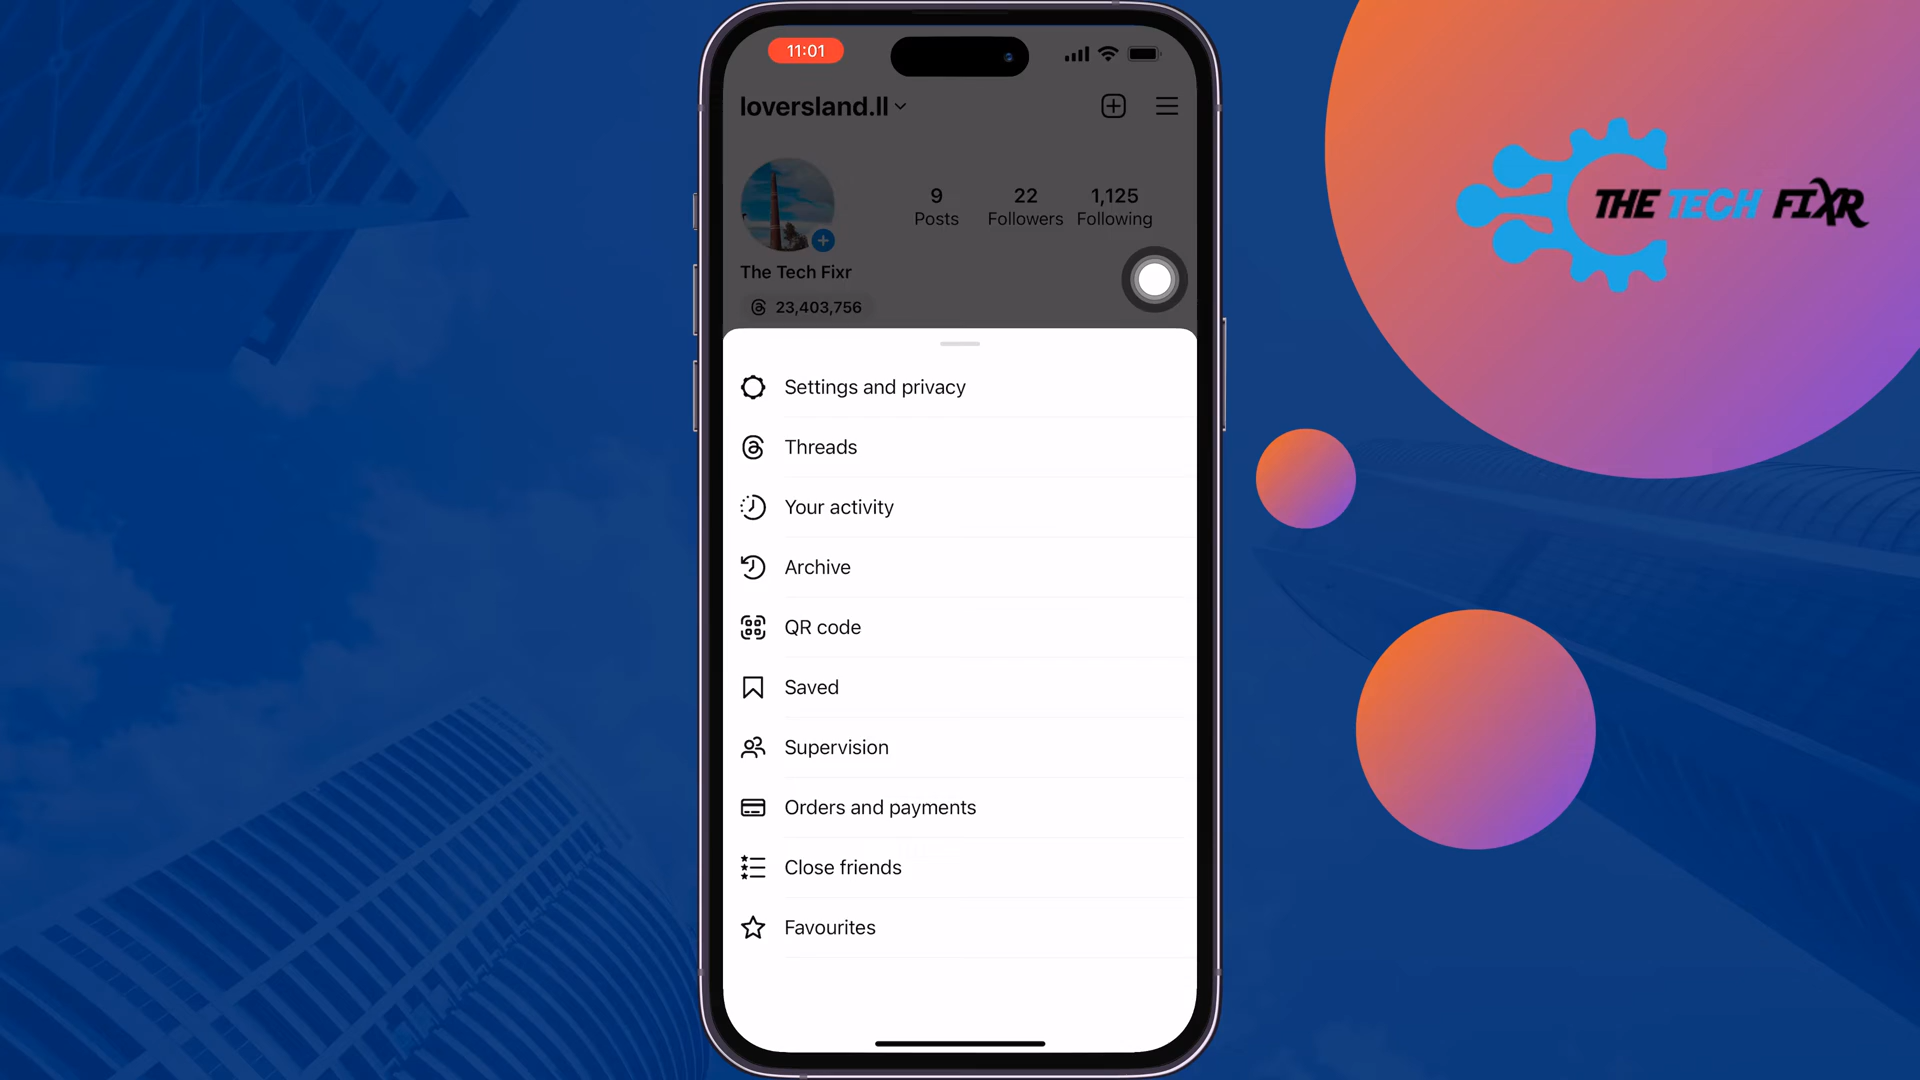 11:01
loversland.ll
9 22 1,125
Posts Followers Following
The Tech Fixr
23,403,756
THE TECH FIXR
Settings and privacy
Threads
Your activity
Archive
QR code
Saved
Supervision
Orders and payments
Close friends
Favourites